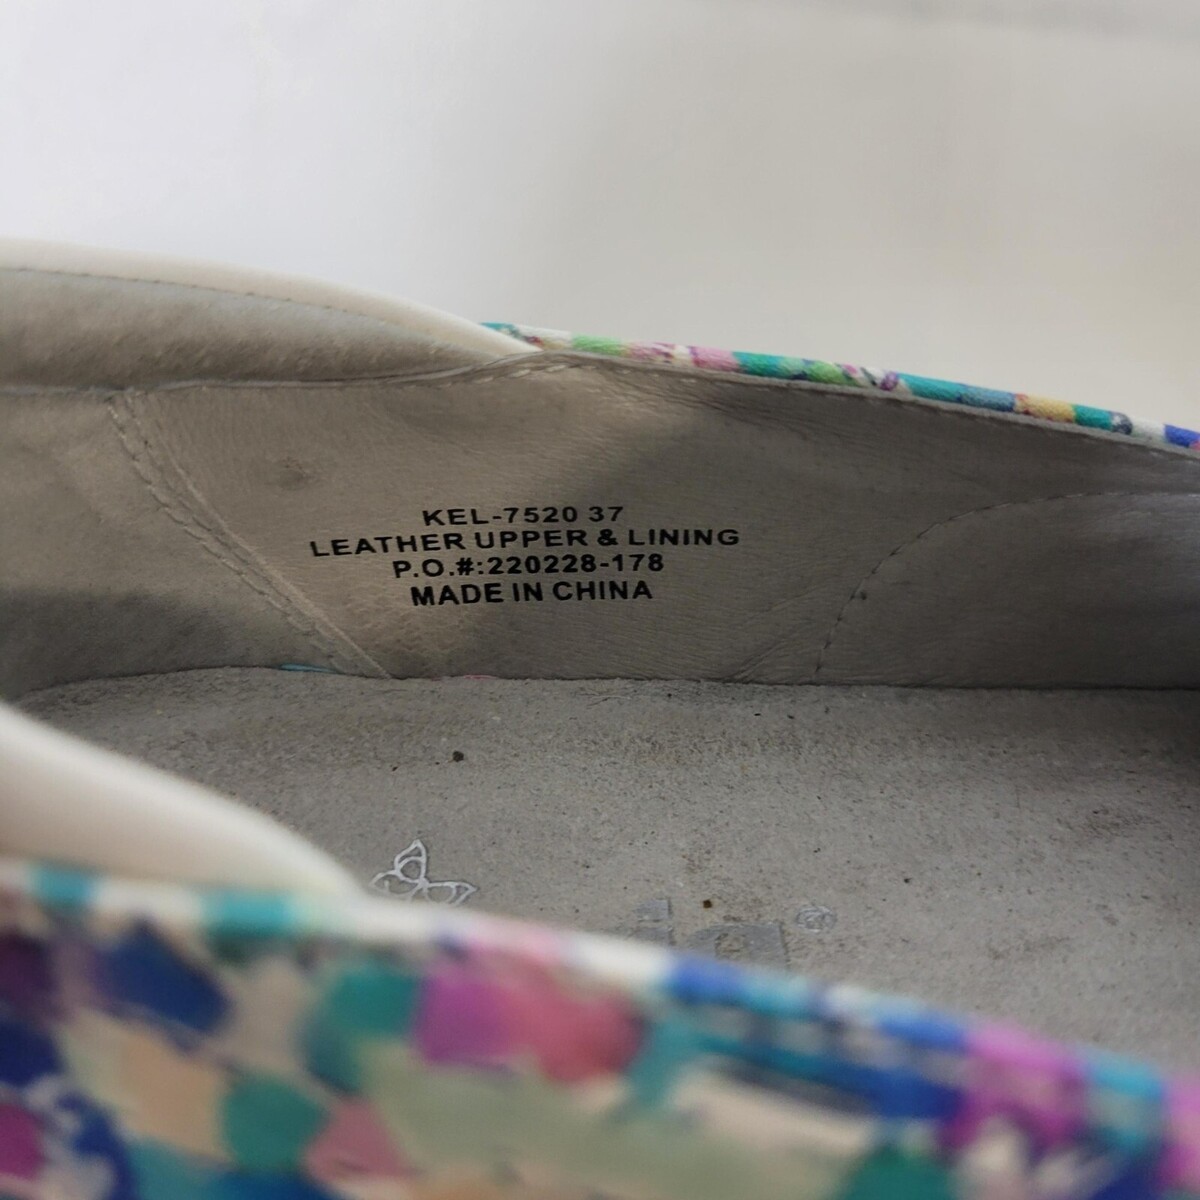 KEL-7520 37
LEATHER UPPER & LINING
P.O.#:220228-178
MADE IN CHINA